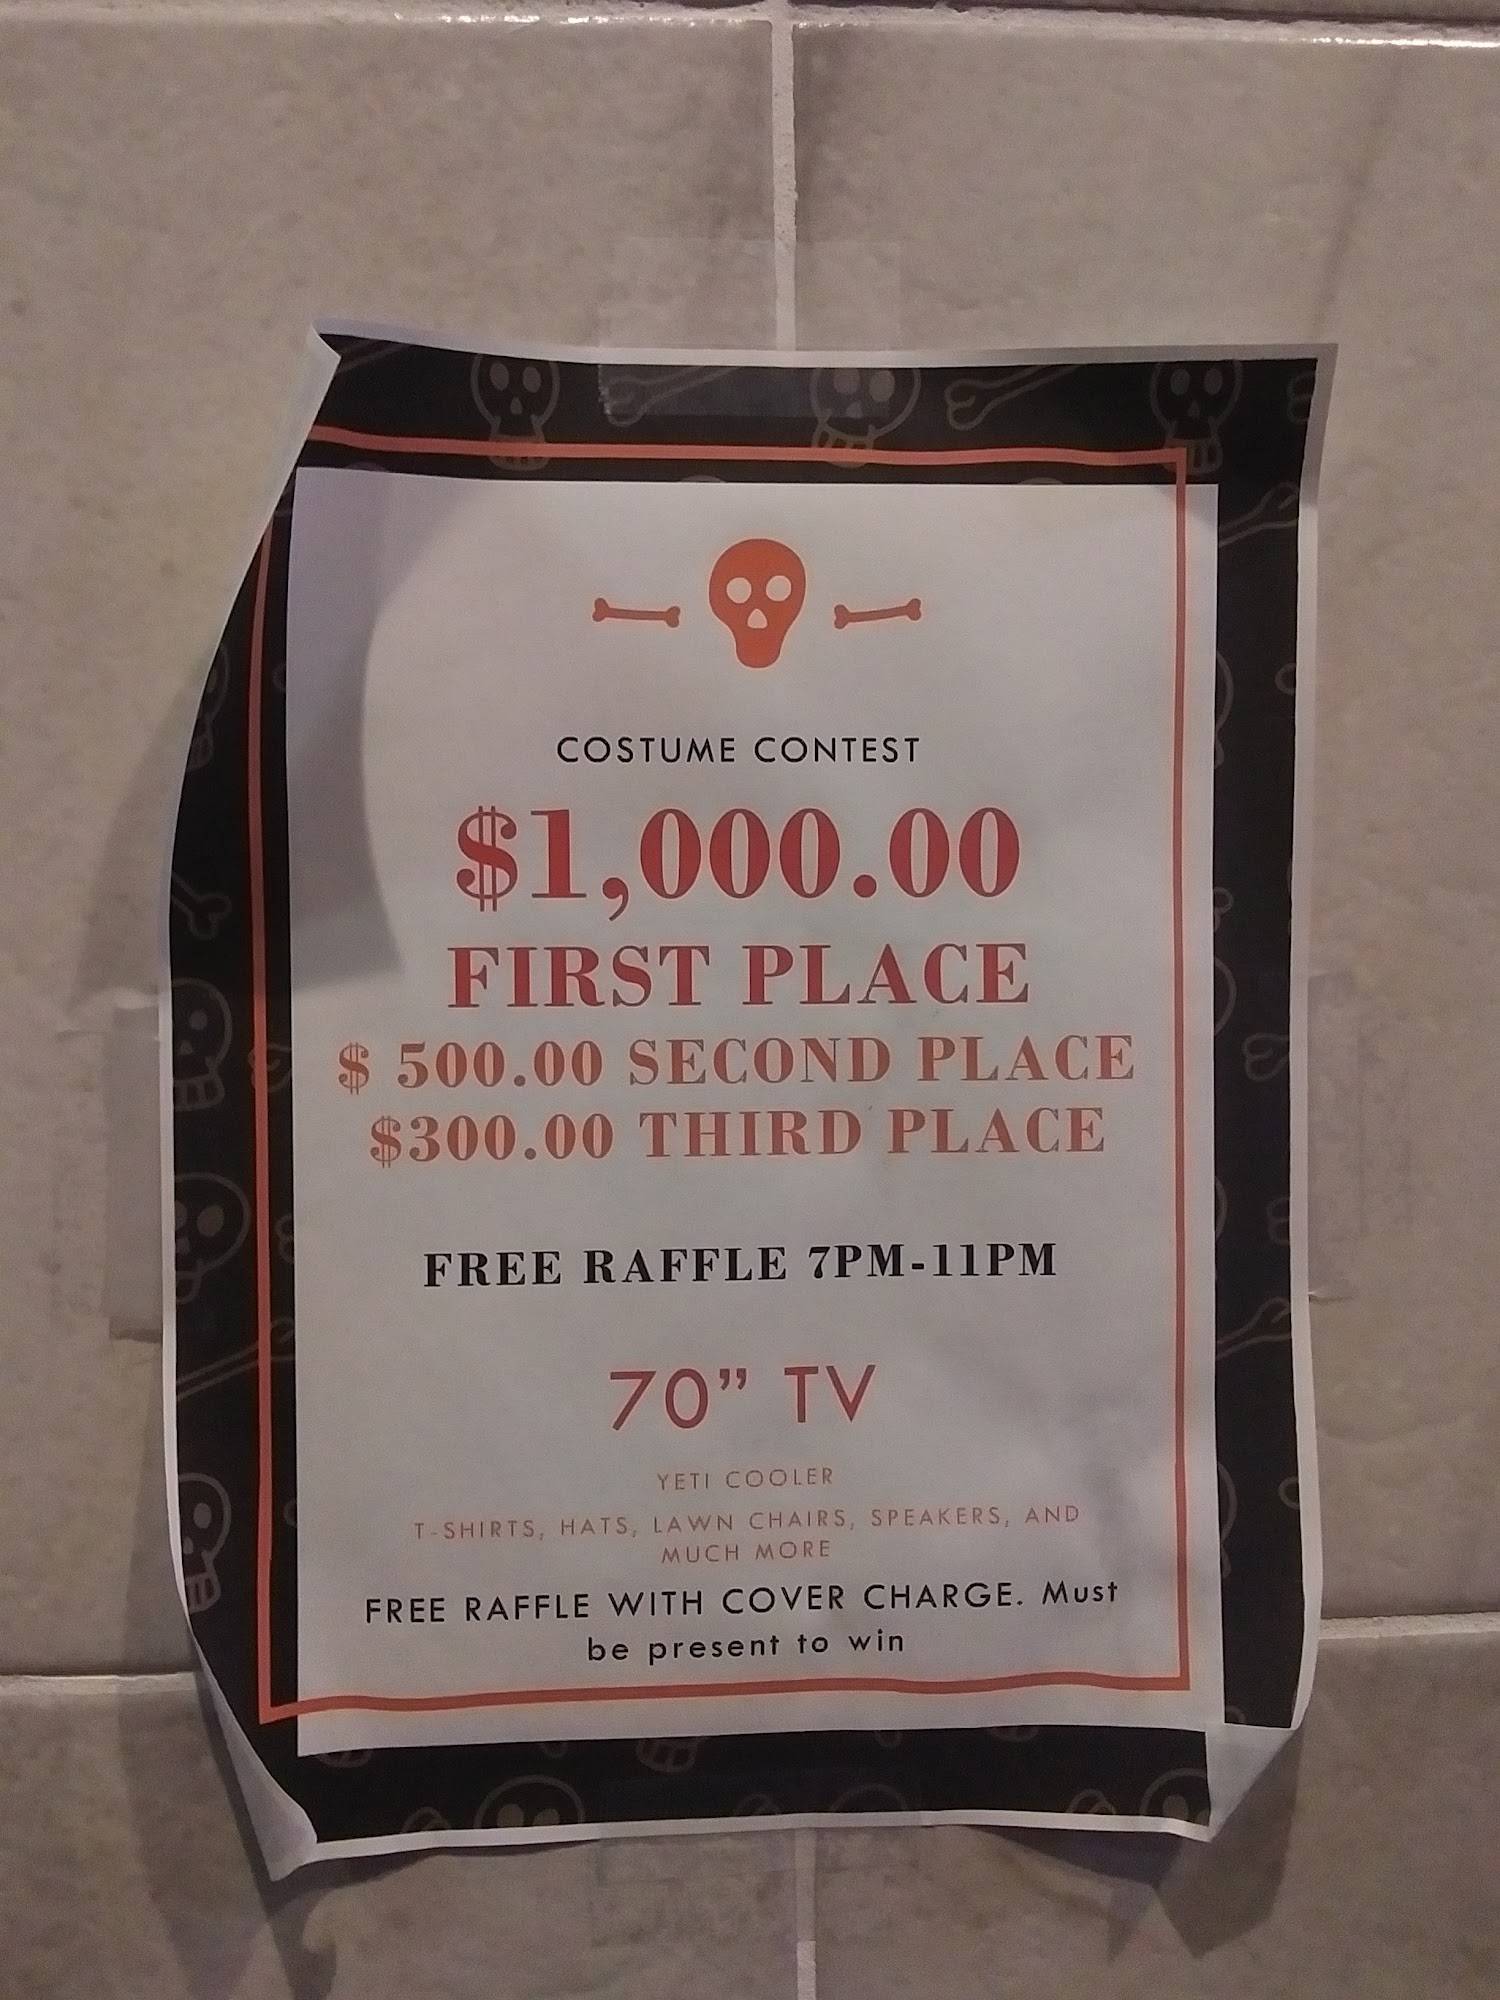 COSTUME CONTEST
$1,000.00
FIRST PLACE
$ 500.00 SECOND PLACE
$300.00 THIRD PLACE
FREE RAFFLE 7PM-11PM
70” TV
YETI COOLER
T-SHIRTS, HATS, LAWN CHAIRS, SPEAKERS, AND
MUCH MORE
FREE RAFFLE WITH COVER CHARGE. Must
be present to win